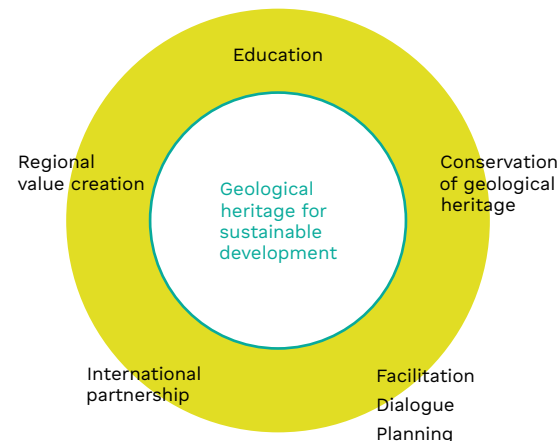 Education
Regional
value creation
Conservation
of geological
heritage
Geological
heritage for
sustainable
development
International
partnership
Facilitation
Dialogue
Planning